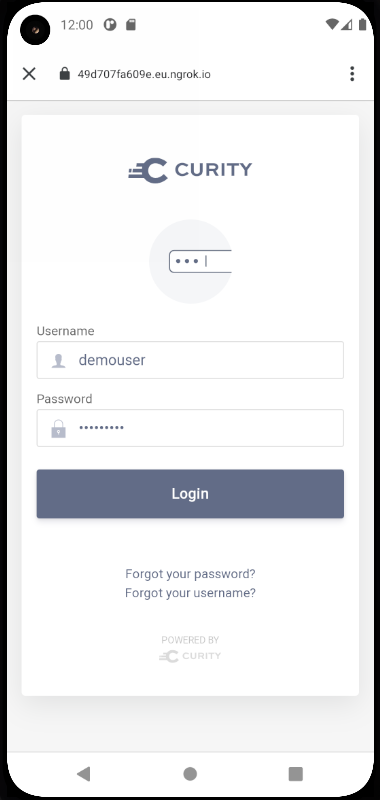 12:00
49d707fa609e.eu.ngrok.io
CURITY
Username
demouser
Password
•••••••••
Login
Forgot your password?
Forgot your username?
POWERED BY
CURITY